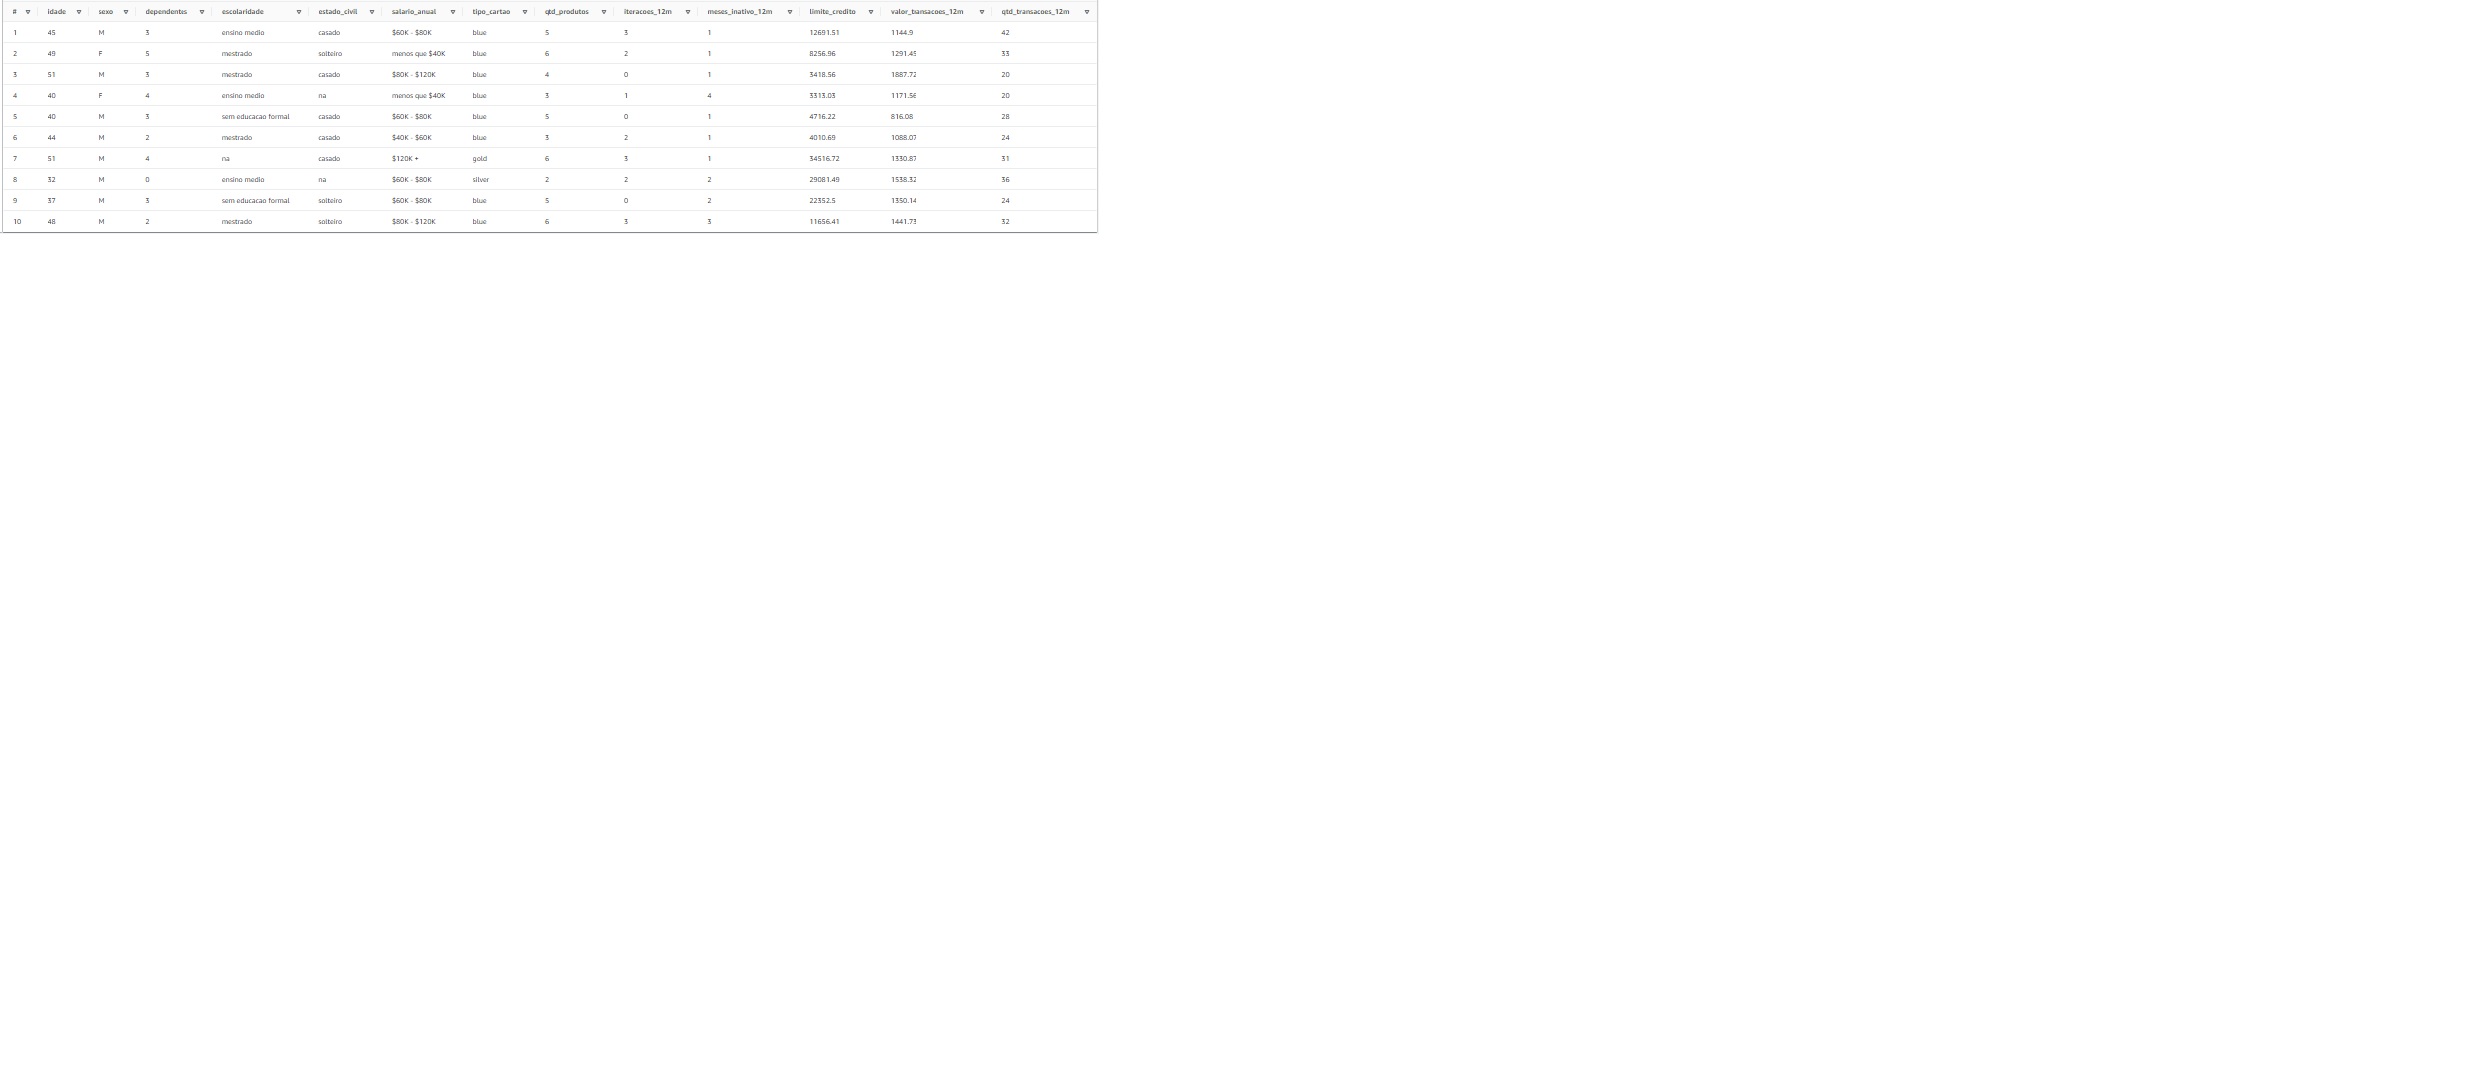 # idade sexo dependentes escolaridade estado_civil salario_anual tipo_cartao qtd_produtos iteracoes_12m meses_inativo_12m limite_credito valor_transacoes_12m qtd_transacoes_12m
1 45 M 3 ensino medio casado $60K - $80K blue 5 3 1 12691.51 1144.9 42
2 49 F 5 mestrado solteiro menos que $40K blue 6 2 1 8256.96 1291.45 33
3 51 M 3 mestrado casado $80K - $120K blue 4 0 1 3418.56 1887.72 20
4 40 F 4 ensino medio na menos que $40K blue 3 1 4 3313.03 1171.56 20
5 40 M 3 sem educacao formal casado $60K - $80K blue 5 0 1 4716.22 816.08 28
6 44 M 2 mestrado casado $40K - $60K blue 3 2 1 4010.69 1088.07 24
7 51 M 4 na casado $120K + gold 6 3 1 34516.72 1330.87 31
8 32 M 0 ensino medio na $60K - $80K silver 2 2 2 29081.49 1538.32 36
9 37 M 3 sem educacao formal solteiro $60K - $80K blue 5 0 2 22352.5 1350.14 24
10 48 M 2 mestrado solteiro $80K - $120K blue 6 3 3 11656.41 1441.73 32